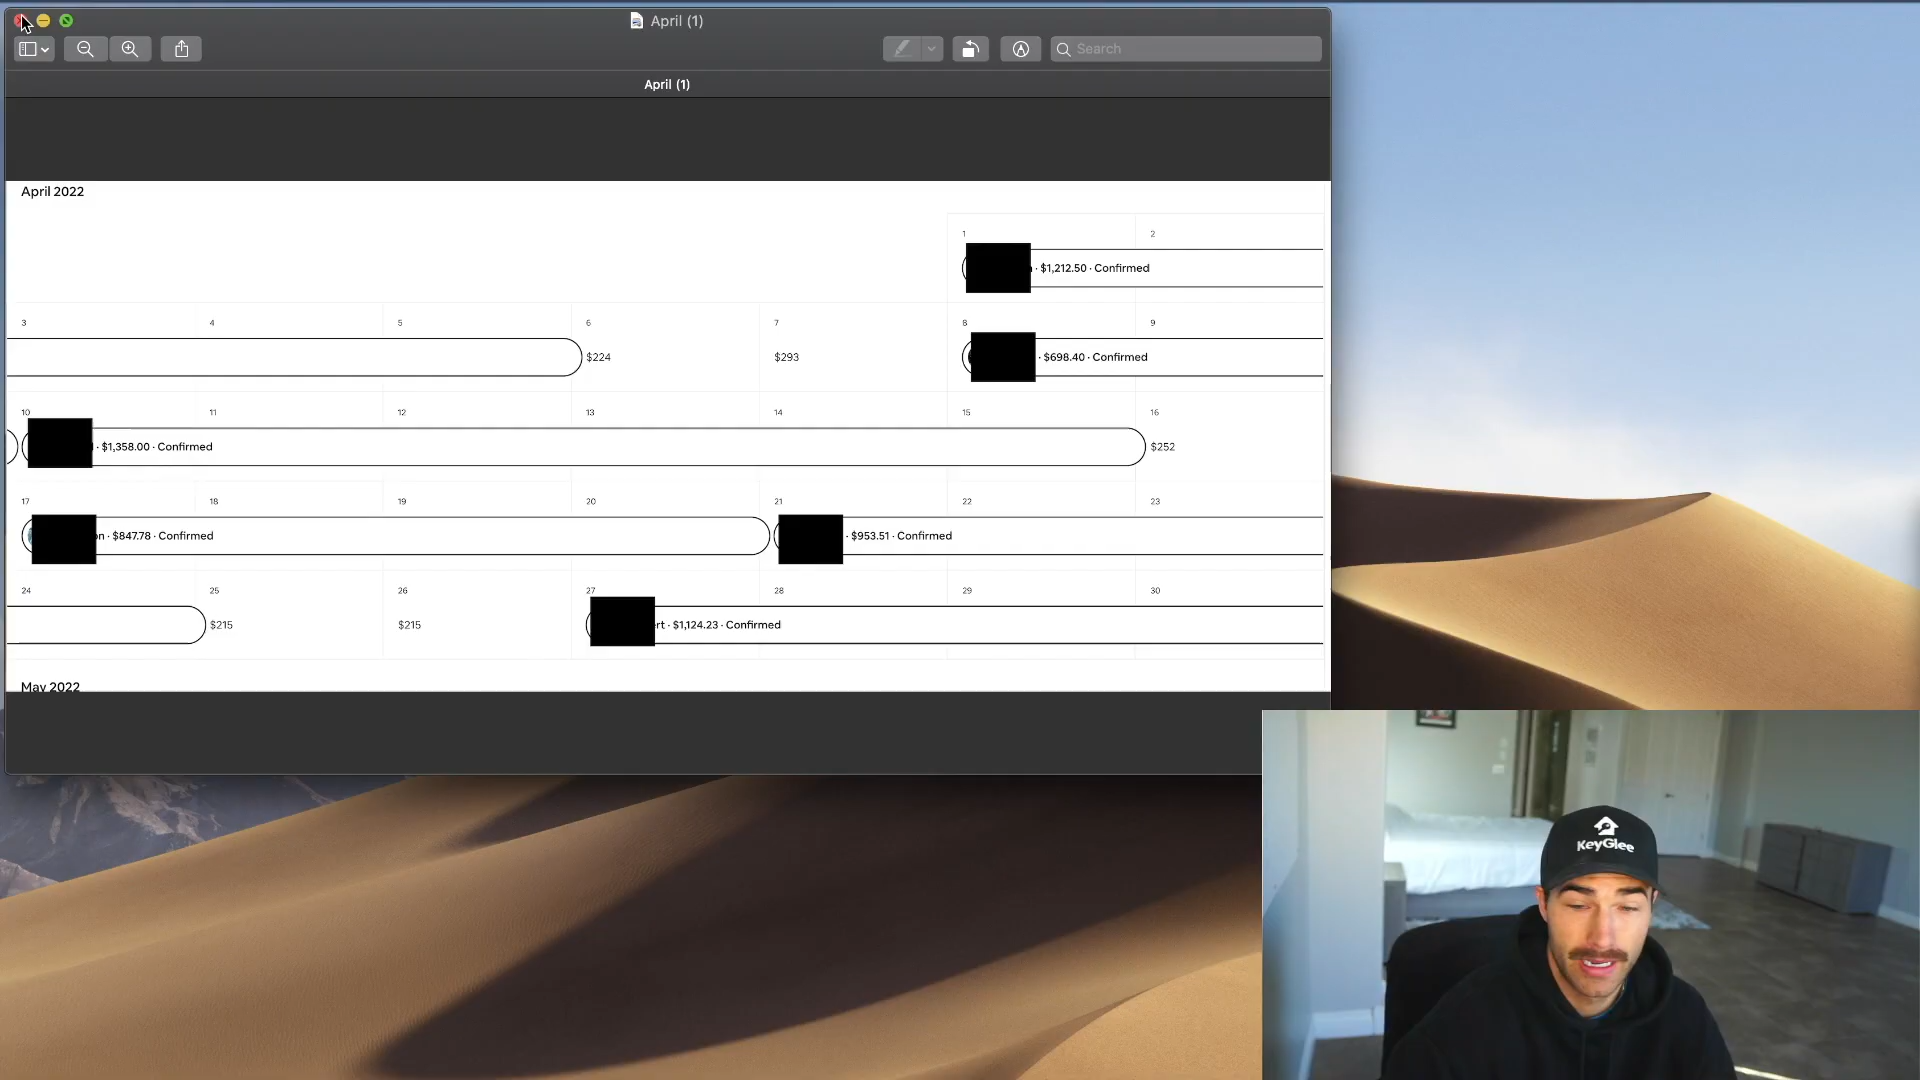 April (1)
Search
April (1)
April 2022
1
2
· $1,212.50 · Confirmed
3
4
5
6
7
8
9
$224
$293
· $698.40 · Confirmed
10
11
12
13
14
15
16
· $1,358.00 · Confirmed
$252
17
18
19
20
21
22
23
n · $847.78 · Confirmed
· $953.51 · Confirmed
24
25
26
27
28
29
30
$215
$215
rt · $1,124.23 · Confirmed
May 2022
KeyGlee